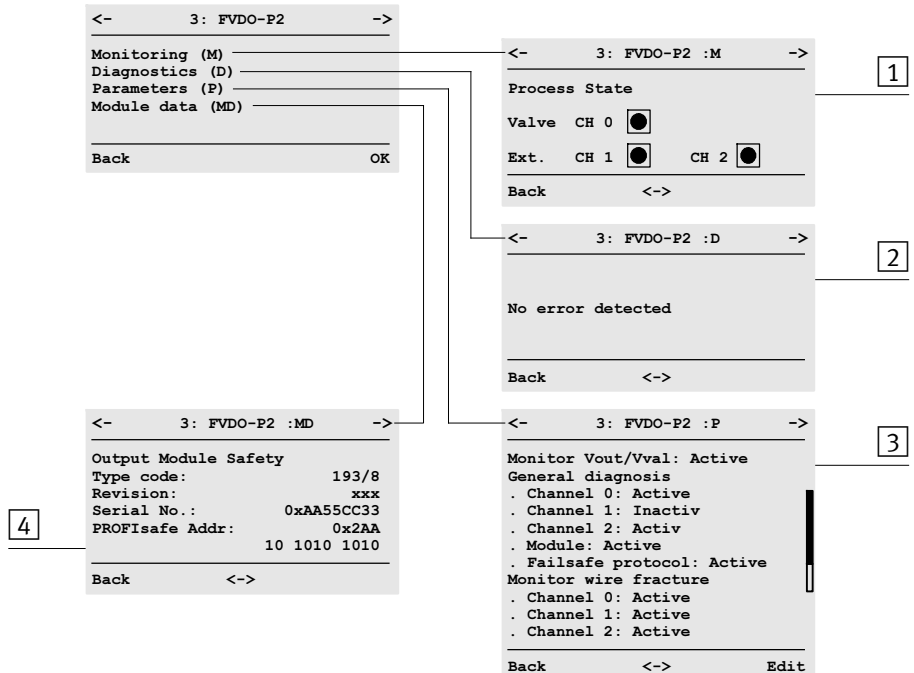 <- 3: FVDO-P2 ->
Monitoring (M)
Diagnostics (D)
Parameters (P)
Module data (MD)
Back OK
<- 3: FVDO-P2 :M ->
Process State
Valve CH 0
Ext. CH 1 CH 2
Back <->
1
<- 3: FVDO-P2 :D ->
No error detected
Back <->
2
<- 3: FVDO-P2 :P ->
Monitor Vout/Vval: Active
General diagnosis
. Channel 0: Active
. Channel 1: Inactiv
. Channel 2: Activ
. Module: Active
. Failsafe protocol: Active
Monitor wire fracture
. Channel 0: Active
. Channel 1: Active
. Channel 2: Active
Back <-> Edit
3
<- 3: FVDO-P2 :MD ->
Output Module Safety
Type code: 193/8
Revision: xxx
Serial No.: 0xAA55CC33
PROFIsafe Addr: 0x2AA
10 1010 1010
Back <->
4